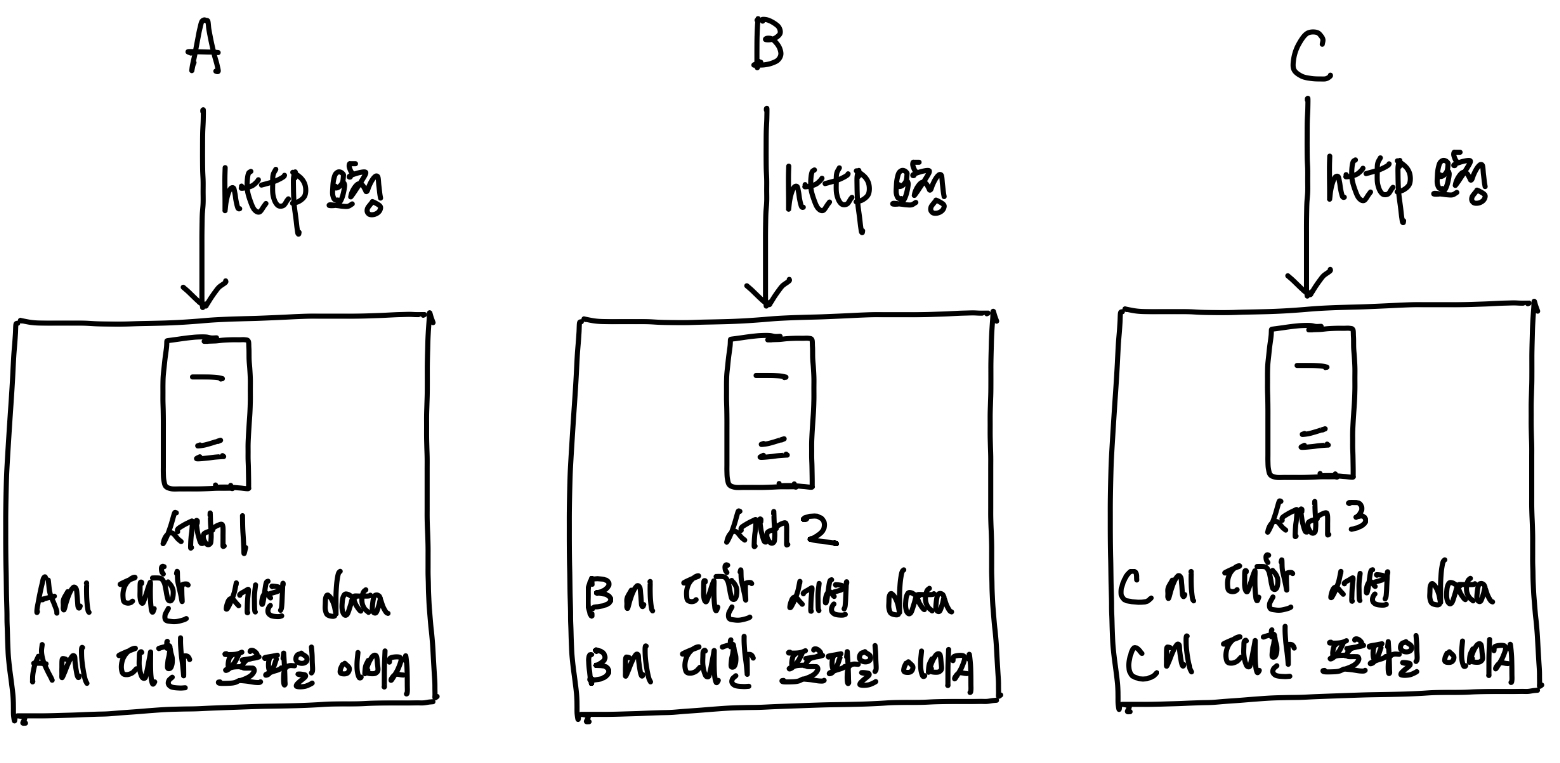 A
B
C
http 요청
http 요청
http 요청
서버 1
A에 대한 세션 data
A에 대한 프로파일 이미지
서버 2
B에 대한 세션 data
B에 대한 프로파일 이미지
서버 3
C에 대한 세션 data
C에 대한 프로파일 이미지